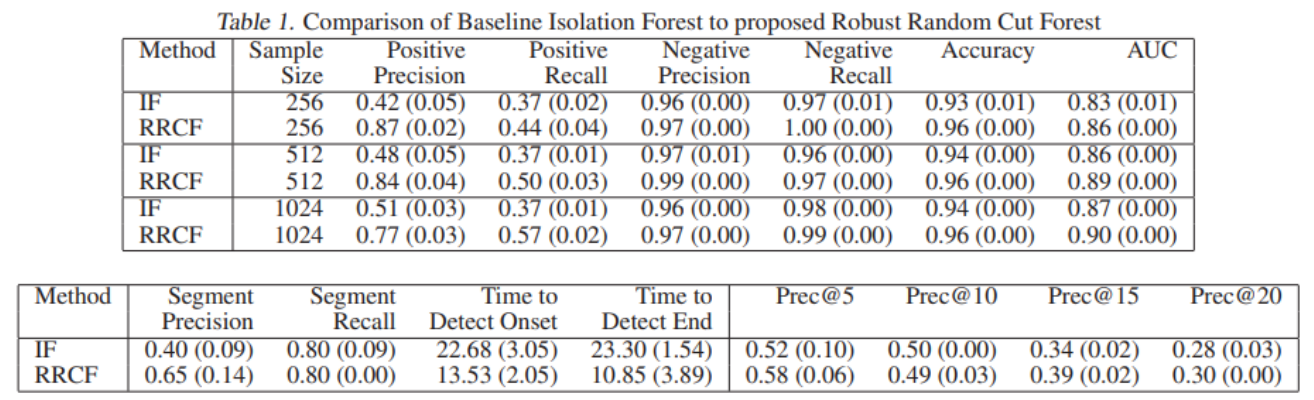 Table 1. Comparison of Baseline Isolation Forest to proposed Robust Random Cut Forest
Method Sample Positive Positive Negative Negative Accuracy AUC
Size Precision Recall Precision Recall
IF 256 0.42 (0.05) 0.37 (0.02) 0.96 (0.00) 0.97 (0.01) 0.93 (0.01) 0.83 (0.01)
RRCF 256 0.87 (0.02) 0.44 (0.04) 0.97 (0.00) 1.00 (0.00) 0.96 (0.00) 0.86 (0.00)
IF 512 0.48 (0.05) 0.37 (0.01) 0.97 (0.01) 0.96 (0.00) 0.94 (0.00) 0.86 (0.00)
RRCF 512 0.84 (0.04) 0.50 (0.03) 0.99 (0.00) 0.97 (0.00) 0.96 (0.00) 0.89 (0.00)
IF 1024 0.51 (0.03) 0.37 (0.01) 0.96 (0.00) 0.98 (0.00) 0.94 (0.00) 0.87 (0.00)
RRCF 1024 0.77 (0.03) 0.57 (0.02) 0.97 (0.00) 0.99 (0.00) 0.96 (0.00) 0.90 (0.00)
Method Segment Segment Time to Time to Prec@5 Prec@10 Prec@15 Prec@20
Precision Recall Detect Onset Detect End
IF 0.40 (0.09) 0.80 (0.09) 22.68 (3.05) 23.30 (1.54) 0.52 (0.10) 0.50 (0.00) 0.34 (0.02) 0.28 (0.03)
RRCF 0.65 (0.14) 0.80 (0.00) 13.53 (2.05) 10.85 (3.89) 0.58 (0.06) 0.49 (0.03) 0.39 (0.02) 0.30 (0.00)